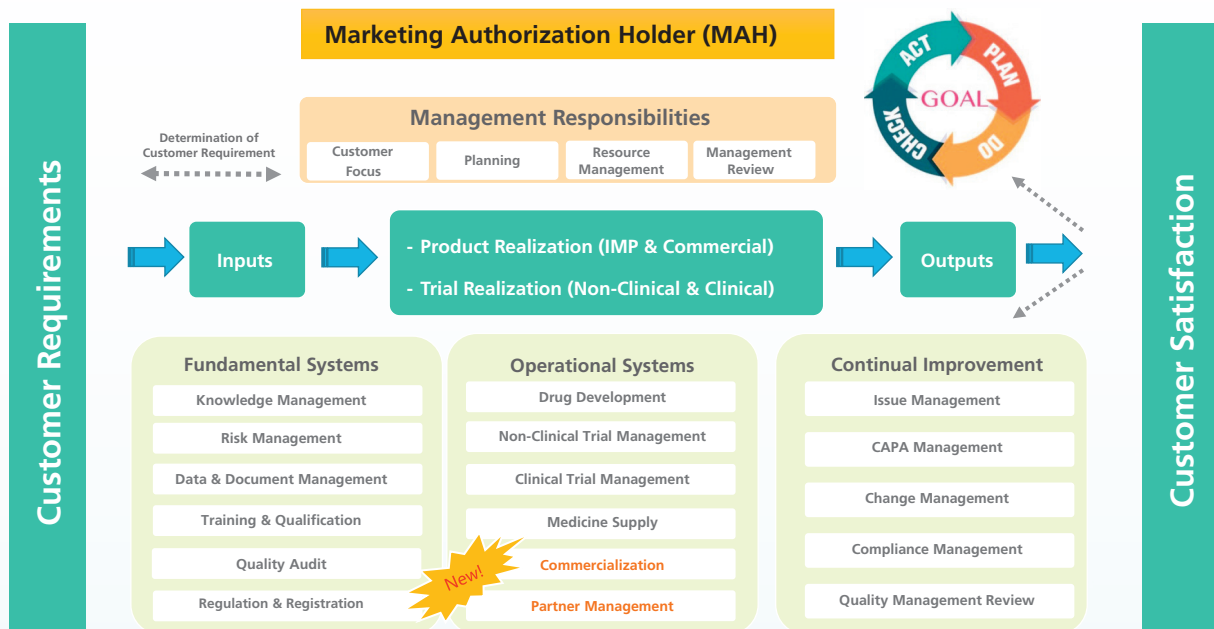 Customer Requirements
Marketing Authorization Holder (MAH)
ACT
PLAN
DO
CHECK
GOAL
Management Responsibilities
Customer
Focus
Planning
Resource
Management
Management
Review
Determination of
Customer Requirement
Inputs
- Product Realization (IMP & Commercial)
- Trial Realization (Non-Clinical & Clinical)
Outputs
Fundamental Systems
Knowledge Management
Risk Management
Data & Document Management
Training & Qualification
Quality Audit
Regulation & Registration
Operational Systems
Drug Development
Non-Clinical Trial Management
Clinical Trial Management
Medicine Supply
New!
Commercialization
Partner Management
Continual Improvement
Issue Management
CAPA Management
Change Management
Compliance Management
Quality Management Review
Customer Satisfaction